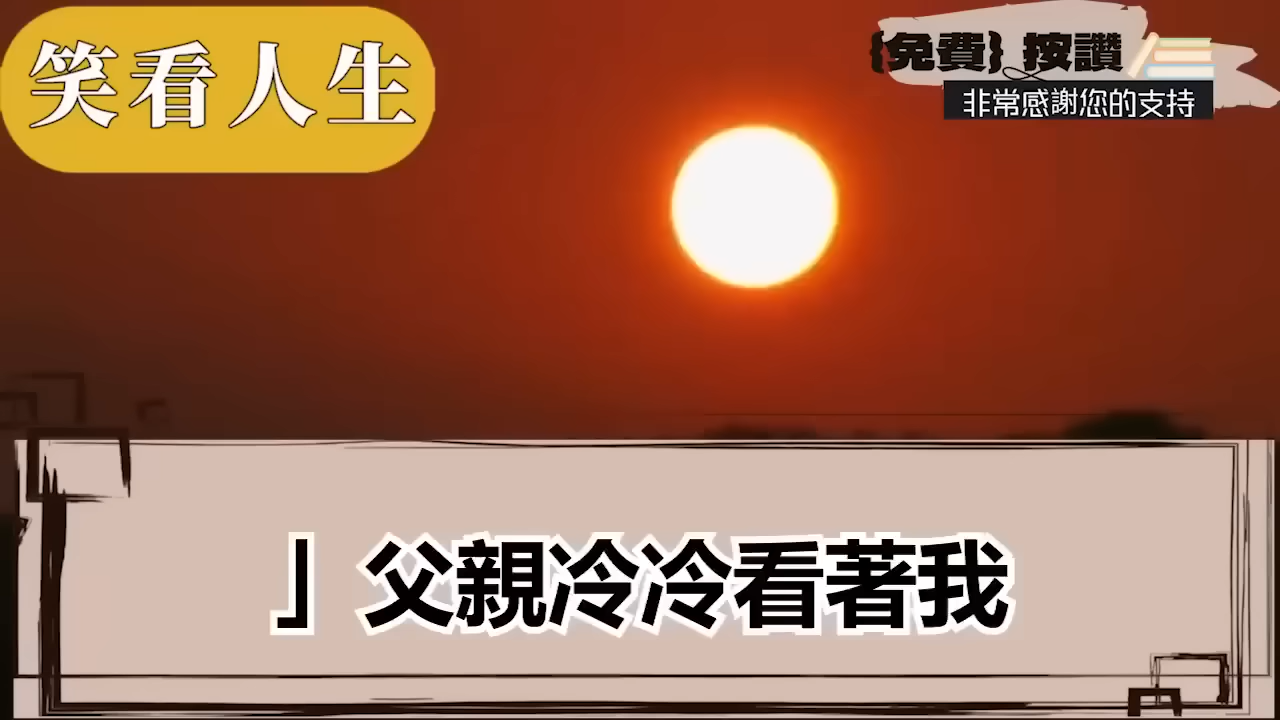 笑看人生
{免費} 按讚
非常感謝您的支持
」父親冷冷看著我